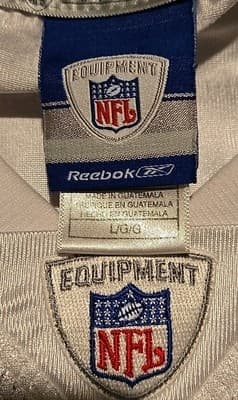 EQUIPMENT
NFL
Reebok
MADE IN GUATEMALA
FABRIQUE EN GUATEMALA
HECHO EN GUATEMALA
L/G/G
EQUIPMENT
NFL